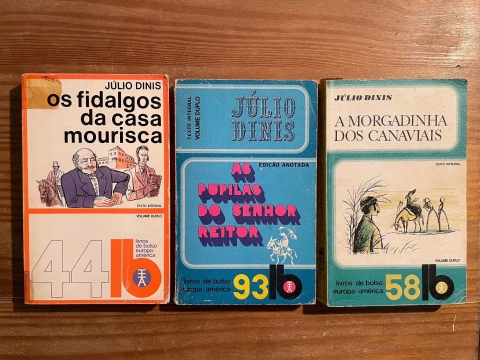 JÚLIO DINIS
os fidalgos
da casa
mourisca
TEXTO INTEGRAL
VOLUME DUPLO
44 lb
livros
de bolso
europa
américa
TEXTO INTEGRAL
VOLUME DUPLO
JÚLIO
DINIS
EDIÇÃO ANOTADA
AS
PUPILAS
DO SENHOR
REITOR
livros de bolso
europa-américa
93 lb
JÚLIO DINIS
A MORGADINHA
DOS CANAVIAIS
TEXTO INTEGRAL
VOLUME DUPLO
livros de bolso
europa-américa
58 lb